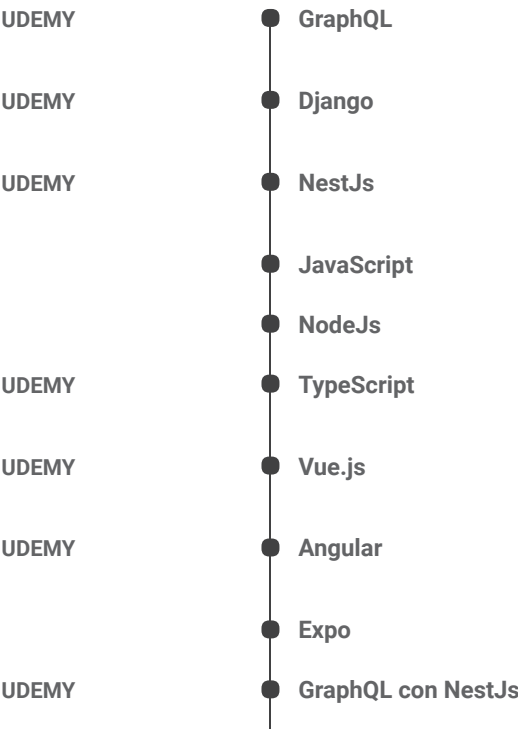 UDEMY GraphQL
UDEMY Django
UDEMY NestJs
JavaScript
NodeJs
UDEMY TypeScript
UDEMY Vue.js
UDEMY Angular
Expo
UDEMY GraphQL con NestJs